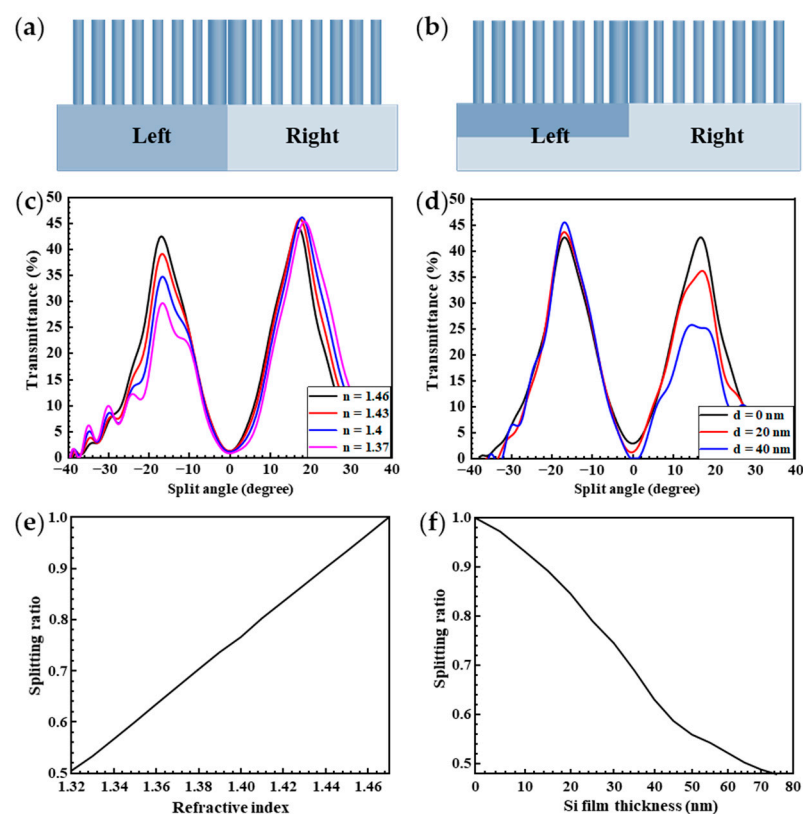 (a)
Left
Right
(b)
Left
Right
(c)
50
45
40
35
30
25
20
15
10
5
0
Transmittance (%)
n = 1.46
n = 1.43
n = 1.4
n = 1.37
−40 −30 −20 −10 0 10 20 30 40
Split angle (degree)
(d)
50
45
40
35
30
25
20
15
10
5
0
Transmittance (%)
d = 0 nm
d = 20 nm
d = 40 nm
−40 −30 −20 −10 0 10 20 30 40
Split angle (degree)
(e)
1.0
0.9
0.8
0.7
0.6
0.5
Splitting ratio
1.32 1.34 1.36 1.38 1.40 1.42 1.44 1.46
Refractive index
(f)
1.0
0.9
0.8
0.7
0.6
0.5
Splitting ratio
0 10 20 30 40 50 60 70 80
Si film thickness (nm)